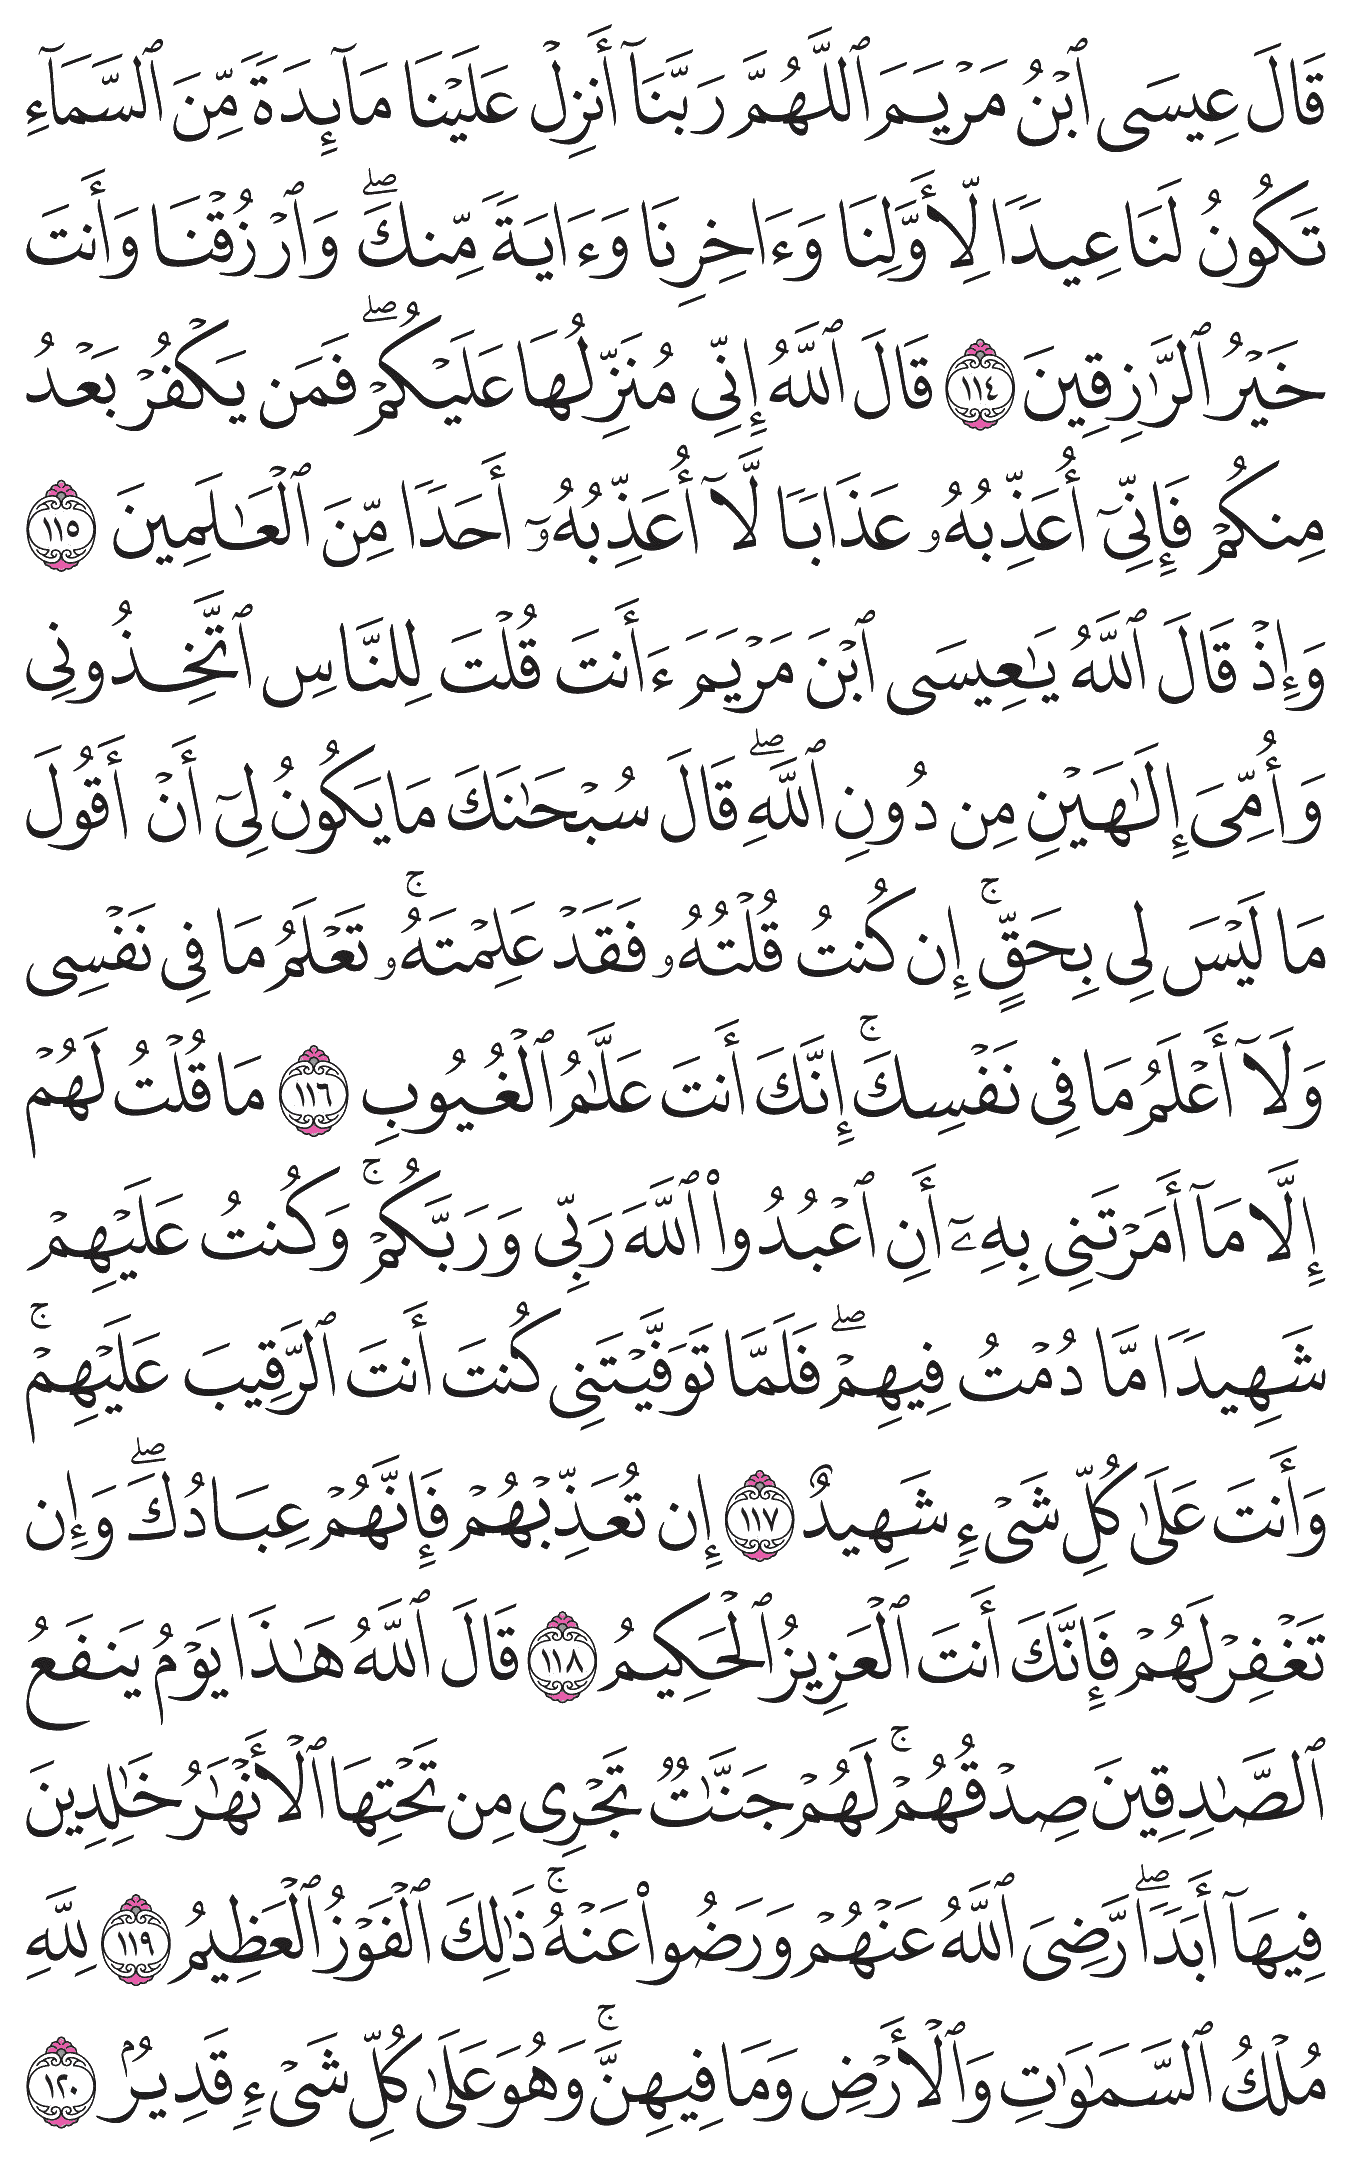 قَالَ عِيسَى ٱبْنُ مَرْيَمَ ٱللَّهُمَّ رَبَّنَآ أَنزِلْ عَلَيْنَا مَآئِدَةً مِّنَ ٱلسَّمَآءِ
تَكُونُ لَنَا عِيدًا لِّأَوَّلِنَا وَءَاخِرِنَا وَءَايَةً مِّنكَ ۖ وَٱرْزُقْنَا وَأَنتَ
خَيْرُ ٱلرَّٰزِقِينَ ١١٤ قَالَ ٱللَّهُ إِنِّى مُنَزِّلُهَا عَلَيْكُمْ ۖ فَمَن يَكْفُرْ بَعْدُ
مِنكُمْ فَإِنِّىٓ أُعَذِّبُهُۥ عَذَابًا لَّآ أُعَذِّبُهُۥٓ أَحَدًا مِّنَ ٱلْعَٰلَمِينَ ١١٥
وَإِذْ قَالَ ٱللَّهُ يَٰعِيسَى ٱبْنَ مَرْيَمَ ءَأَنتَ قُلْتَ لِلنَّاسِ ٱتَّخِذُونِى
وَأُمِّىَ إِلَٰهَيْنِ مِن دُونِ ٱللَّهِ ۖ قَالَ سُبْحَٰنَكَ مَا يَكُونُ لِىٓ أَنْ أَقُولَ
مَا لَيْسَ لِى بِحَقٍّ ۚ إِن كُنتُ قُلْتُهُۥ فَقَدْ عَلِمْتَهُۥ ۚ تَعْلَمُ مَا فِى نَفْسِى
وَلَآ أَعْلَمُ مَا فِى نَفْسِكَ ۚ إِنَّكَ أَنتَ عَلَّٰمُ ٱلْغُيُوبِ ١١٦ مَا قُلْتُ لَهُمْ
إِلَّا مَآ أَمَرْتَنِى بِهِۦٓ أَنِ ٱعْبُدُوا۟ ٱللَّهَ رَبِّى وَرَبَّكُمْ ۚ وَكُنتُ عَلَيْهِمْ
شَهِيدًا مَّا دُمْتُ فِيهِمْ ۖ فَلَمَّا تَوَفَّيْتَنِى كُنتَ أَنتَ ٱلرَّقِيبَ عَلَيْهِمْ ۚ
وَأَنتَ عَلَىٰ كُلِّ شَىْءٍ شَهِيدٌ ١١٧ إِن تُعَذِّبْهُمْ فَإِنَّهُمْ عِبَادُكَ ۖ وَإِن
تَغْفِرْ لَهُمْ فَإِنَّكَ أَنتَ ٱلْعَزِيزُ ٱلْحَكِيمُ ١١٨ قَالَ ٱللَّهُ هَٰذَا يَوْمُ يَنفَعُ
ٱلصَّٰدِقِينَ صِدْقُهُمْ ۚ لَهُمْ جَنَّٰتٌ تَجْرِى مِن تَحْتِهَا ٱلْأَنْهَٰرُ خَٰلِدِينَ
فِيهَآ أَبَدًا ۖ رَّضِىَ ٱللَّهُ عَنْهُمْ وَرَضُوا۟ عَنْهُ ۚ ذَٰلِكَ ٱلْفَوْزُ ٱلْعَظِيمُ ١١٩ لِلَّهِ
مُلْكُ ٱلسَّمَٰوَٰتِ وَٱلْأَرْضِ وَمَا فِيهِنَّ ۚ وَهُوَ عَلَىٰ كُلِّ شَىْءٍ قَدِيرٌۢ ١٢٠